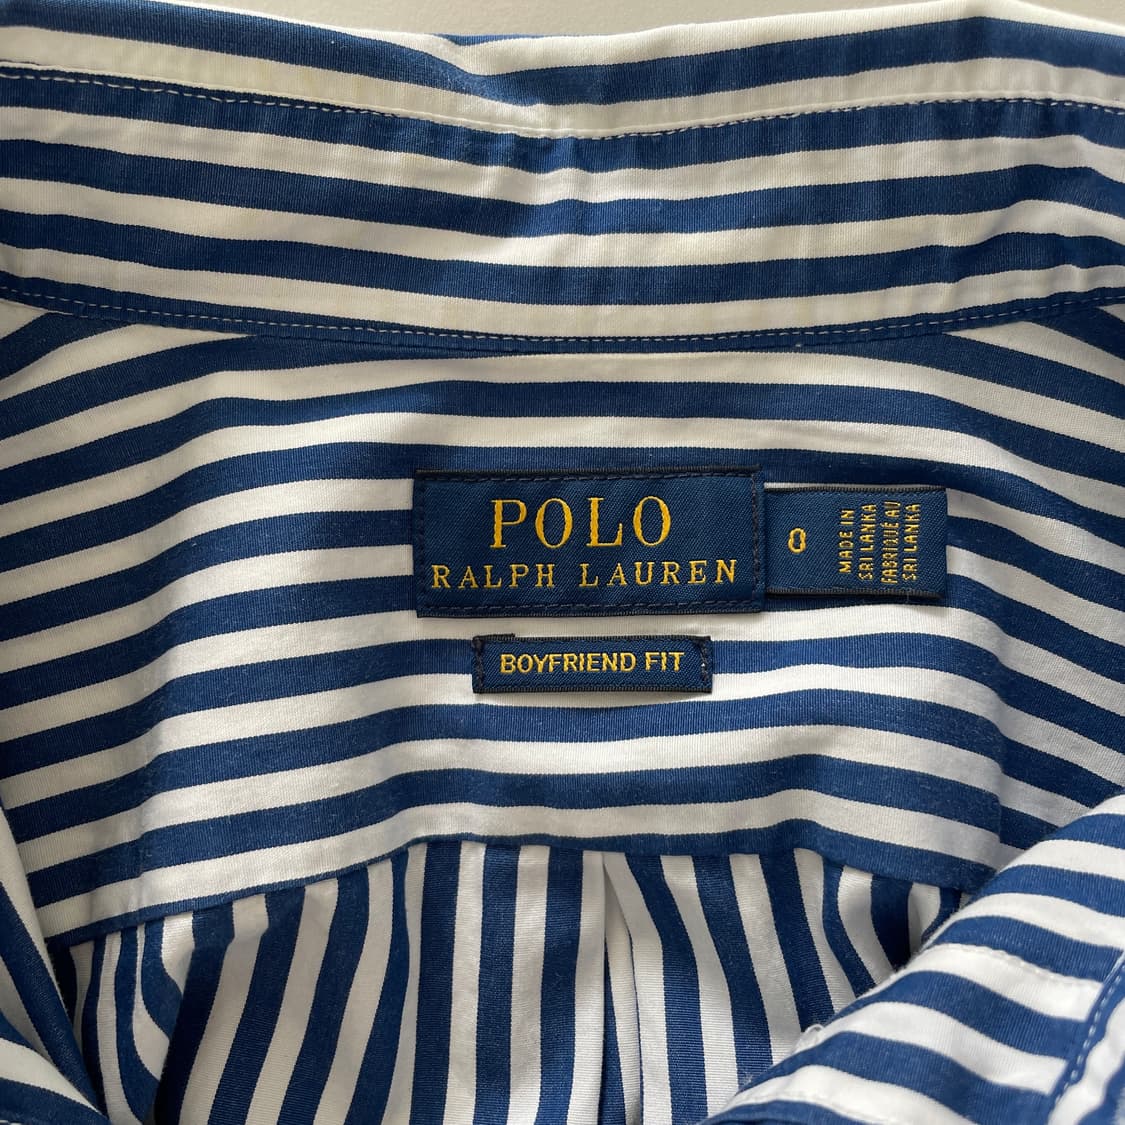 POLO
RALPH LAUREN
0
MADE IN
SRI LANKA
FABRIQUÉ AU
SRI LANKA
BOYFRIEND FIT